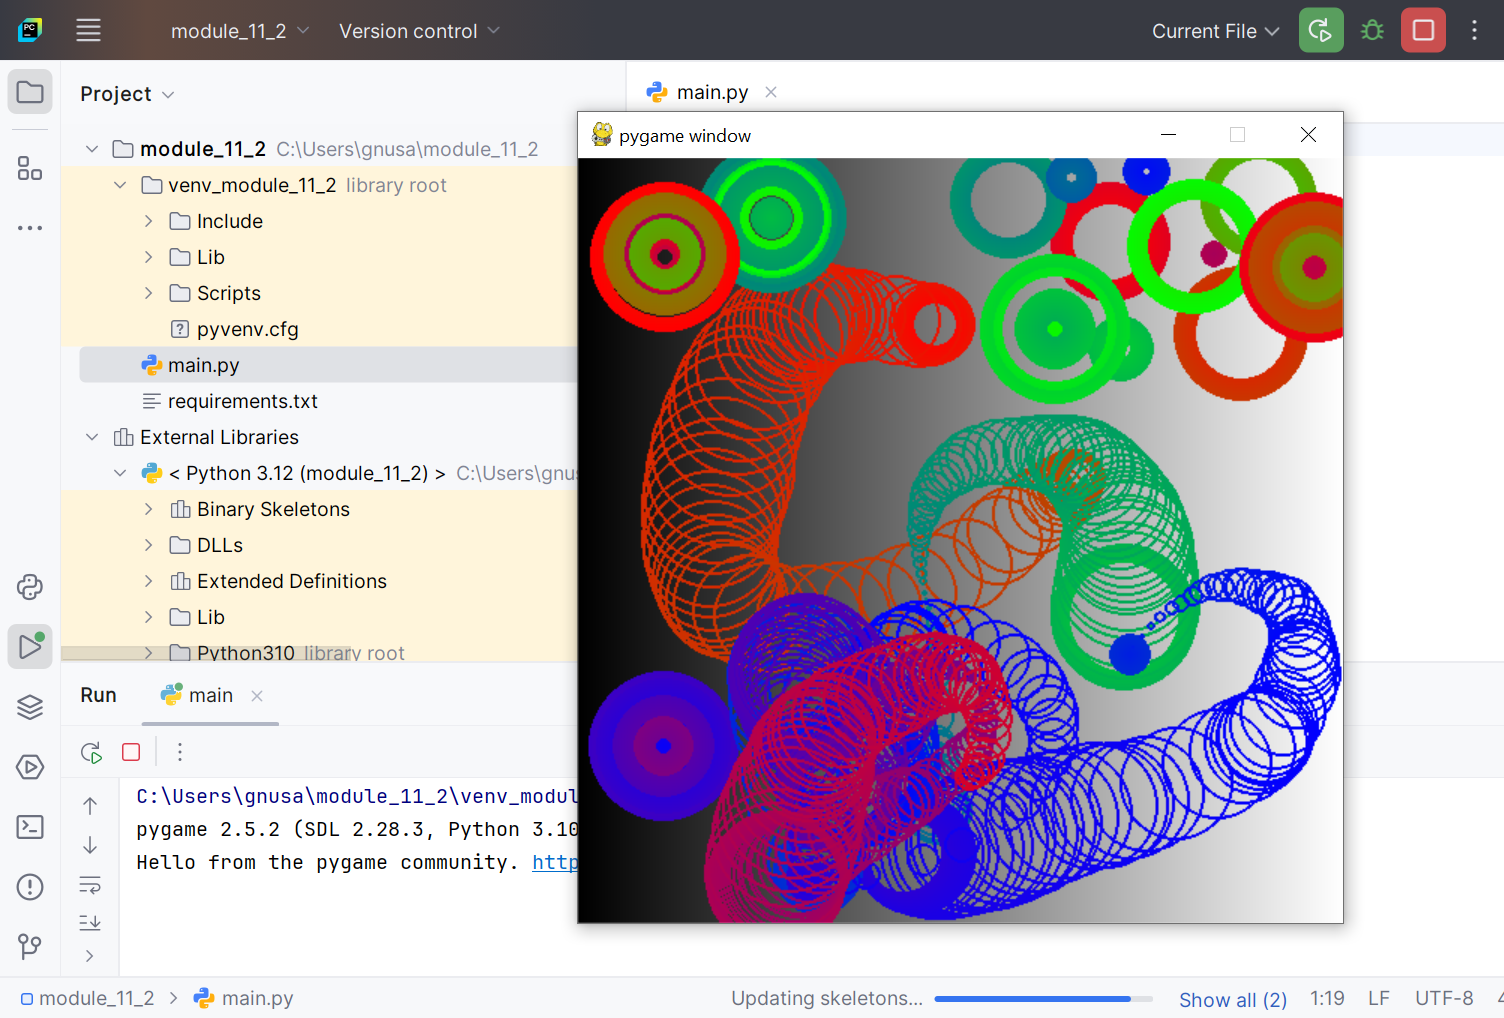 PC
module_11_2
Version control
Current File
Project
main.py
pygame window
module_11_2 C:\Users\gnusa\module_11_2
venv_module_11_2 library root
Include
Lib
Scripts
pyvenv.cfg
main.py
requirements.txt
External Libraries
< Python 3.12 (module_11_2) > C:\Users\gnus
Binary Skeletons
DLLs
Extended Definitions
Lib
Python310 library root
Run
main
C:\Users\gnusa\module_11_2\venv_modul
pygame 2.5.2 (SDL 2.28.3, Python 3.10
Hello from the pygame community. http
module_11_2
main.py
Updating skeletons...
Show all (2)
1:19
LF
UTF-8